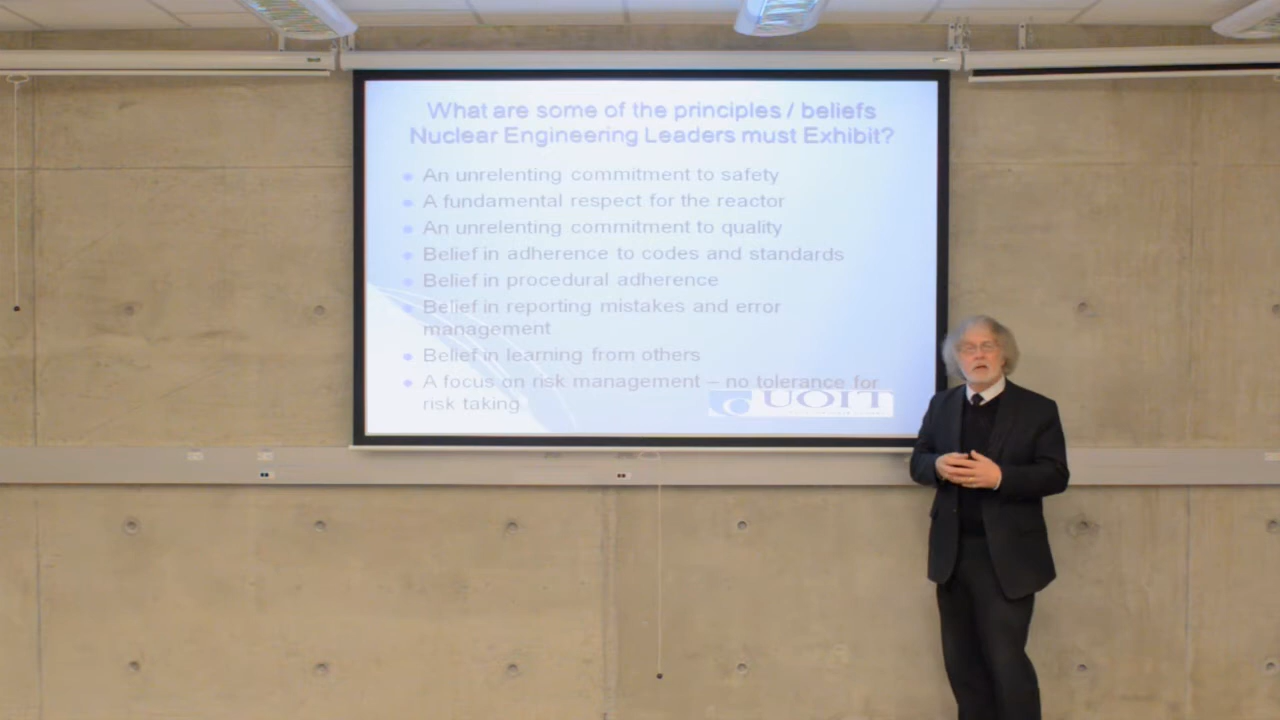 What are some of the principles / beliefs
Nuclear Engineering Leaders must Exhibit?
• An unrelenting commitment to safety
• A fundamental respect for the reactor
• An unrelenting commitment to quality
• Belief in adherence to codes and standards
• Belief in procedural adherence
• Belief in reporting mistakes and error
management
• Belief in learning from others
• A focus on risk management – no tolerance for
risk taking
UOIT